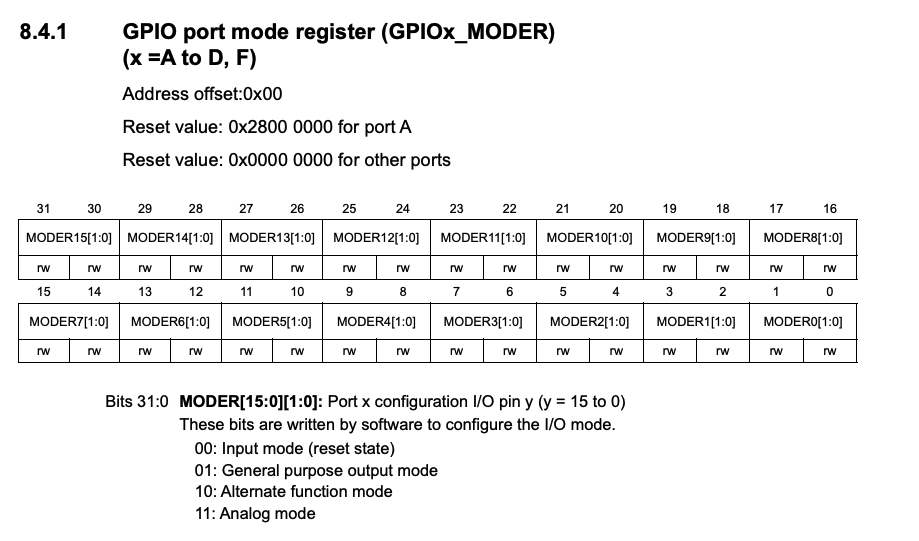 8.4.1 GPIO port mode register (GPIOx_MODER)
(x =A to D, F)
Address offset:0x00
Reset value: 0x2800 0000 for port A
Reset value: 0x0000 0000 for other ports
31 30 29 28 27 26 25 24 23 22 21 20 19 18 17 16
MODER15[1:0] MODER14[1:0] MODER13[1:0] MODER12[1:0] MODER11[1:0] MODER10[1:0] MODER9[1:0] MODER8[1:0]
rw rw rw rw rw rw rw rw rw rw rw rw rw rw rw rw
15 14 13 12 11 10 9 8 7 6 5 4 3 2 1 0
MODER7[1:0] MODER6[1:0] MODER5[1:0] MODER4[1:0] MODER3[1:0] MODER2[1:0] MODER1[1:0] MODER0[1:0]
rw rw rw rw rw rw rw rw rw rw rw rw rw rw rw rw
Bits 31:0 MODER[15:0][1:0]: Port x configuration I/O pin y (y = 15 to 0)
These bits are written by software to configure the I/O mode.
00: Input mode (reset state)
01: General purpose output mode
10: Alternate function mode
11: Analog mode